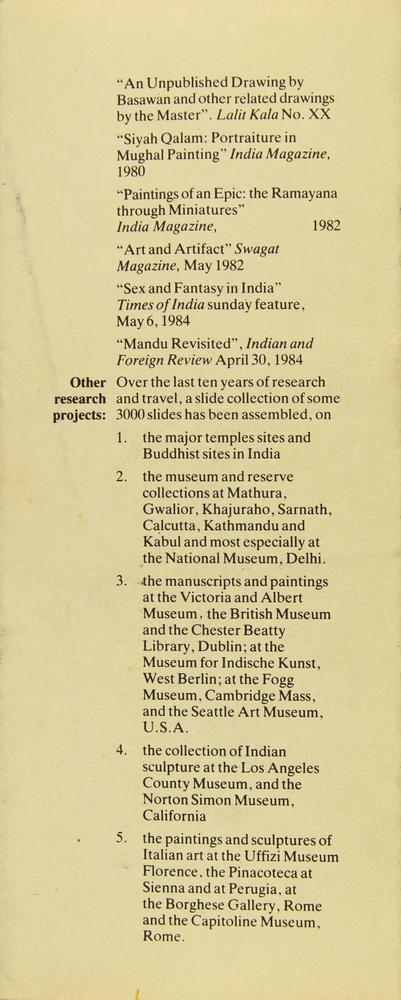 "An Unpublished Drawing by
Basawan and other related drawings
by the Master". Lalit Kala No. XX
"Siyah Qalam: Portraiture in
Mughal Painting" India Magazine,
1980
"Paintings of an Epic: the Ramayana
through Miniatures"
India Magazine, 1982
"Art and Artifact" Swagat
Magazine, May 1982
"Sex and Fantasy in India"
Times of India sunday feature,
May 6, 1984
"Mandu Revisited", Indian and
Foreign Review April 30, 1984
Other Over the last ten years of research
research and travel, a slide collection of some
projects: 3000 slides has been assembled, on
1. the major temples sites and
Buddhist sites in India
2. the museum and reserve
collections at Mathura,
Gwalior, Khajuraho, Sarnath,
Calcutta, Kathmandu and
Kabul and most especially at
the National Museum, Delhi.
3. the manuscripts and paintings
at the Victoria and Albert
Museum, the British Museum
and the Chester Beatty
Library, Dublin; at the
Museum for Indische Kunst,
West Berlin; at the Fogg
Museum, Cambridge Mass,
and the Seattle Art Museum,
U.S.A.
4. the collection of Indian
sculpture at the Los Angeles
County Museum, and the
Norton Simon Museum,
California
5. the paintings and sculptures of
Italian art at the Uffizi Museum
Florence, the Pinacoteca at
Sienna and at Perugia, at
the Borghese Gallery, Rome
and the Capitoline Museum,
Rome.